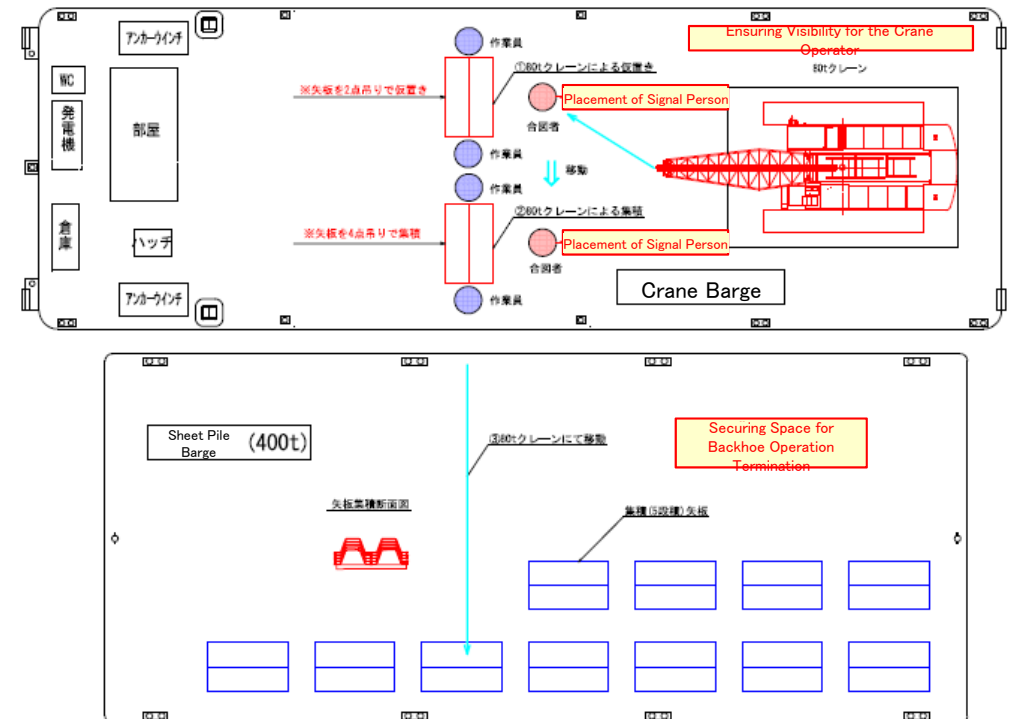 アンカーウインチ
作業員
Ensuring Visibility for the Crane
Operator
80tクレーン
WC
①80tクレーンによる仮置き
※矢板を2点吊りで仮置き
Placement of Signal Person
発電機
部屋
合図者
作業員
移動
作業員
②80tクレーンによる集積
倉庫
ハッチ
※矢板を4点吊りで集積
Placement of Signal Person
合図者
アンカーウインチ
作業員
Crane Barge
Sheet Pile
Barge
(400t)
③80tクレーンにて移動
Securing Space for
Backhoe Operation
Termination
矢板集積断面図
集積(5段積)矢板